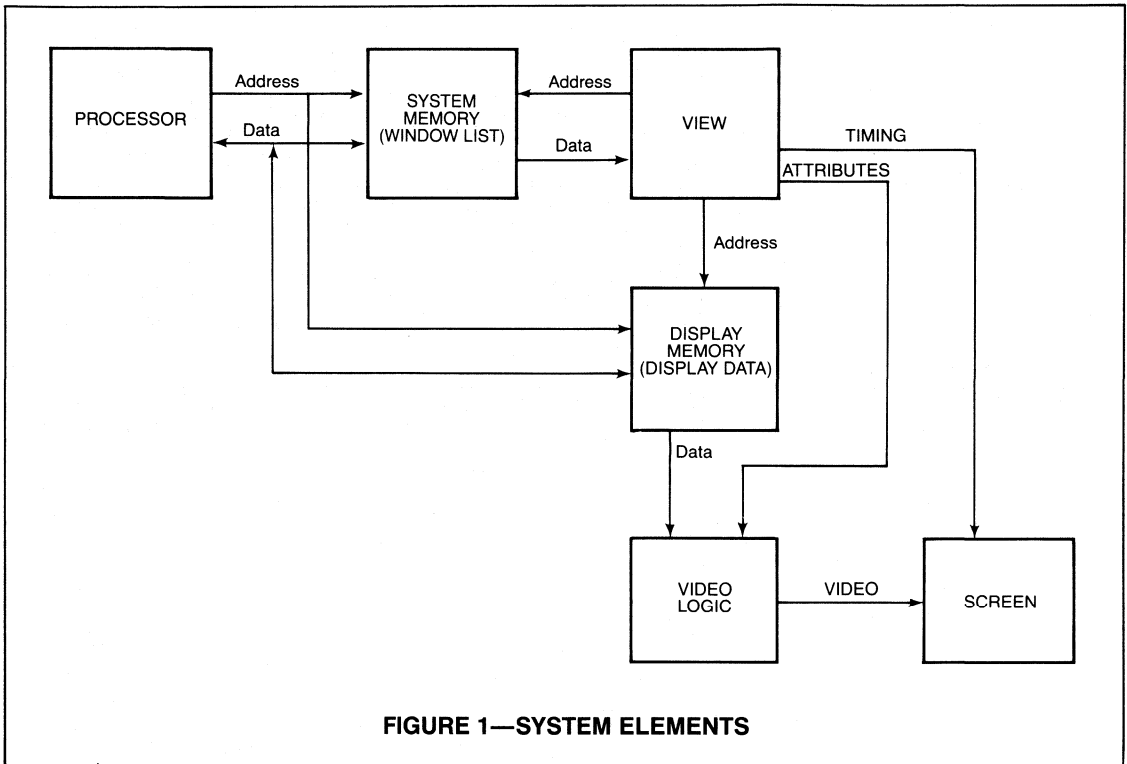 PROCESSOR
Address
Data
SYSTEM
MEMORY
(WINDOW LIST)
Address
Data
VIEW
TIMING
ATTRIBUTES
Address
DISPLAY
MEMORY
(DISPLAY DATA)
Data
VIDEO
LOGIC
VIDEO
SCREEN
FIGURE 1—SYSTEM ELEMENTS